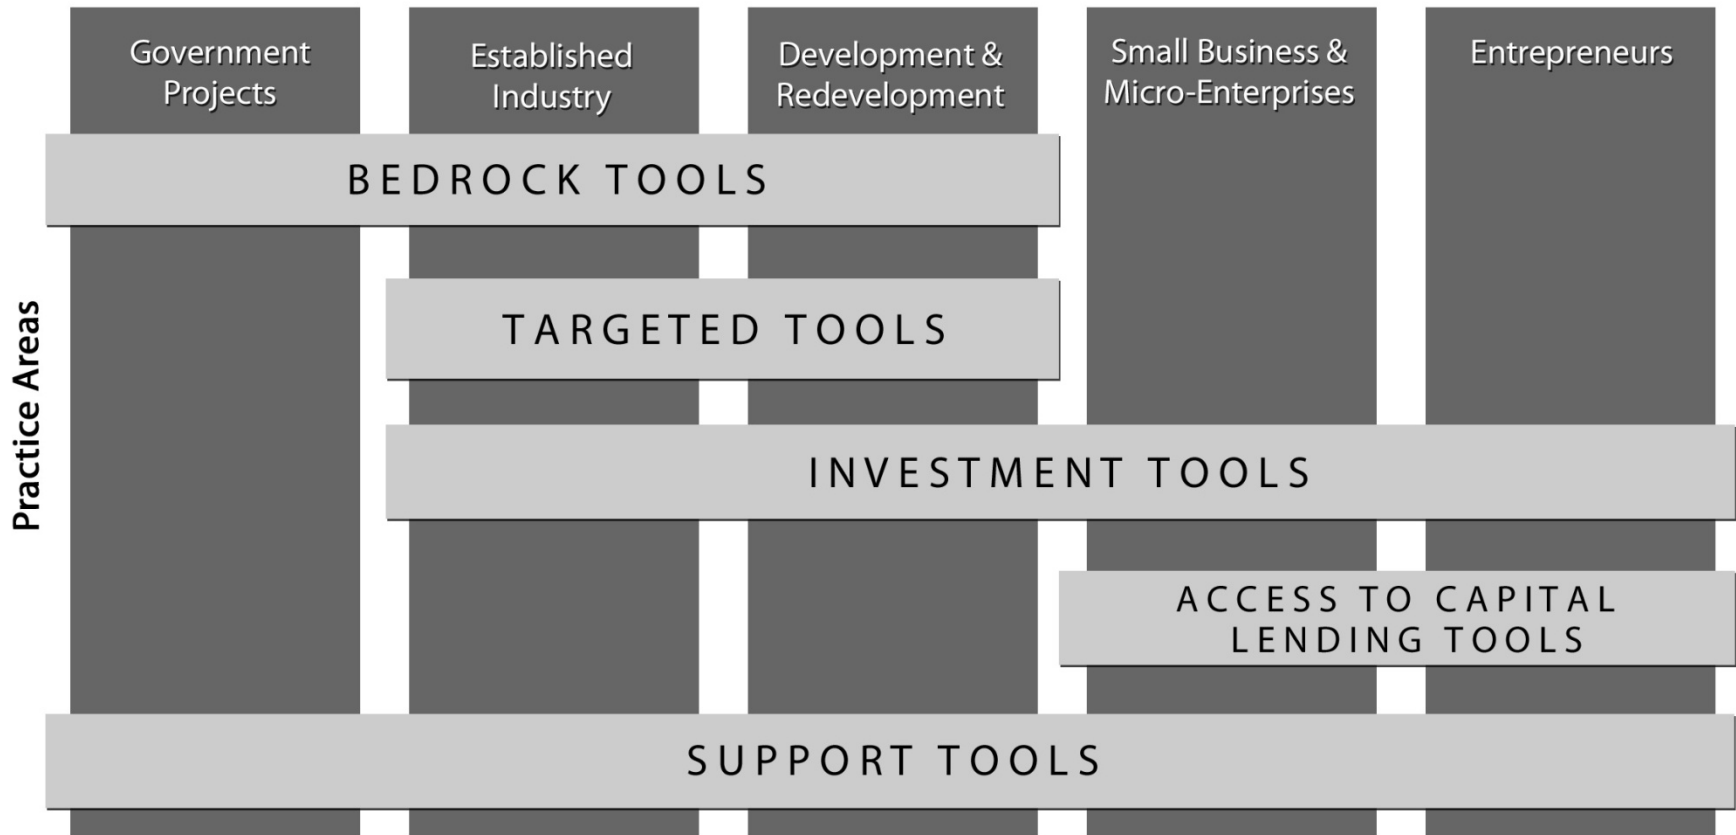 Government
Projects
Established
Industry
Development &
Redevelopment
Small Business &
Micro-Enterprises
Entrepreneurs
BEDROCK TOOLS
TARGETED TOOLS
Practice Areas
INVESTMENT TOOLS
ACCESS TO CAPITAL
LENDING TOOLS
SUPPORT TOOLS